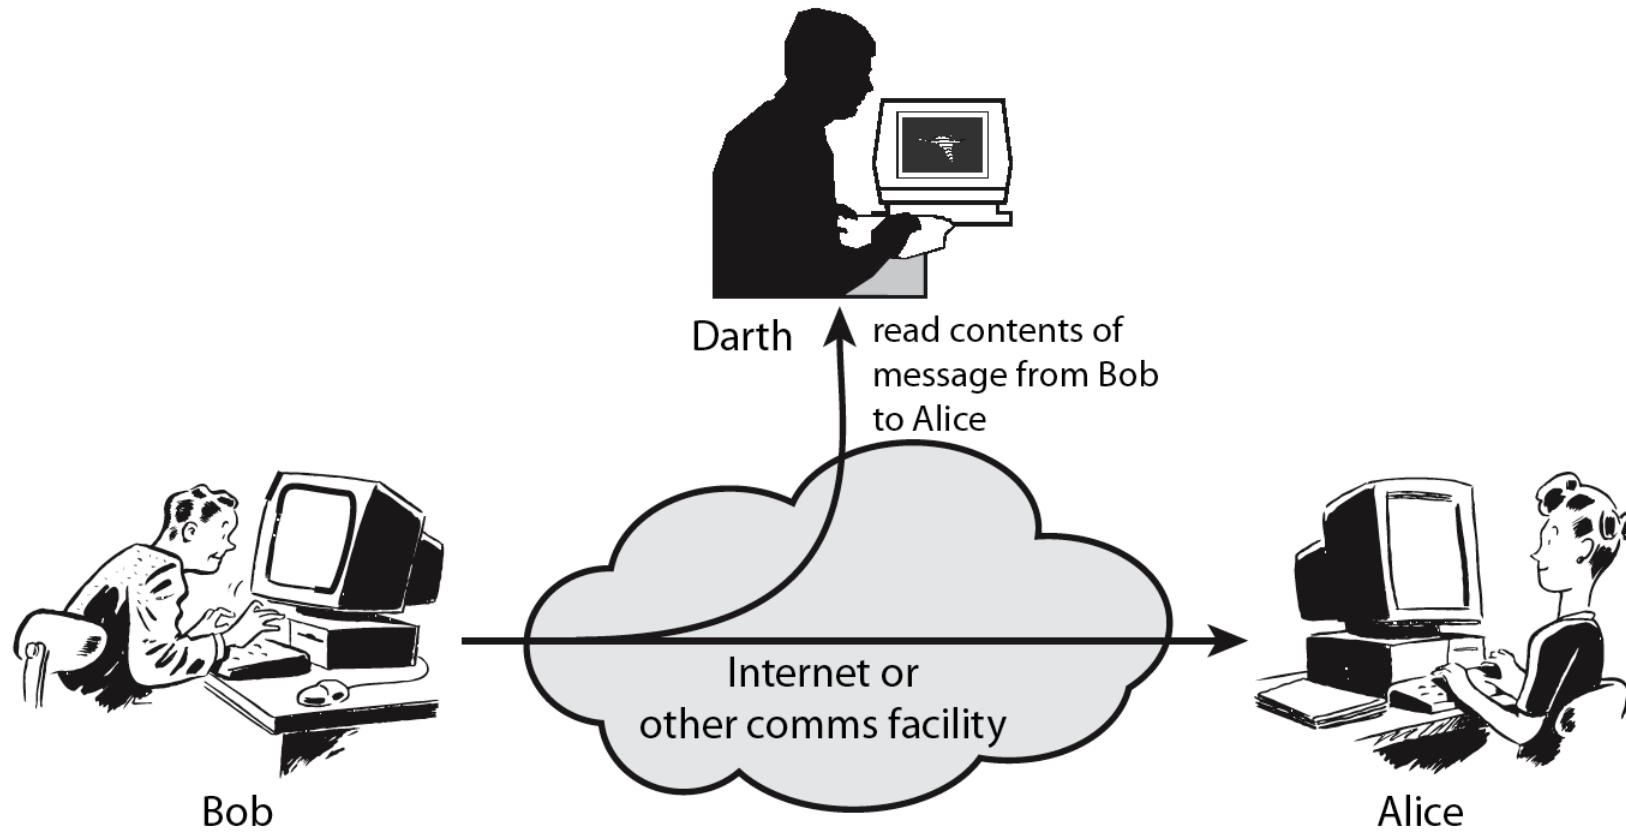 Darth
read contents of
message from Bob
to Alice
Internet or
other comms facility
Bob
Alice